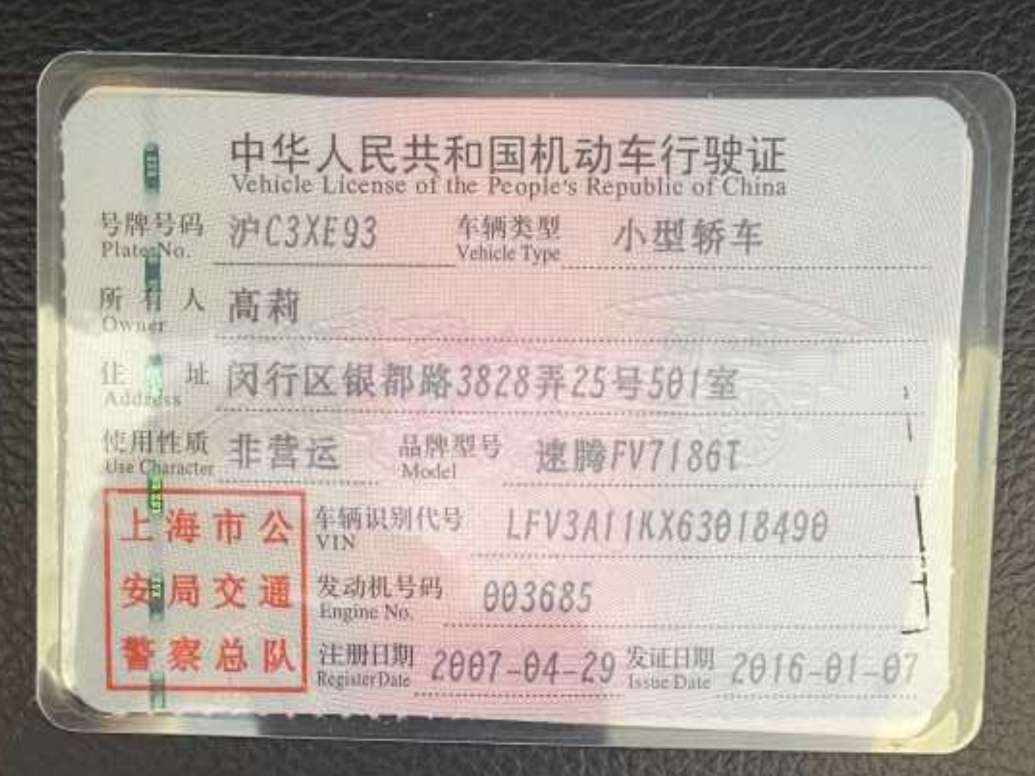 中华人民共和国机动车行驶证
Vehicle License of the People's Republic of China
号牌号码 沪C3XE93 车辆类型 小型轿车
Plate No. Vehicle Type
所有人 高莉
Owner
住址 闵行区银都路3828弄25号501室
Address
使用性质 非营运 品牌型号 速腾FV7186T
Use Character Model
上海市公
安局交通
警察总队
车辆识别代号 LFV3A11KX63018490
VIN
发动机号码 003685
Engine No.
注册日期 2007-04-29 发证日期 2016-01-07
Register Date Issue Date